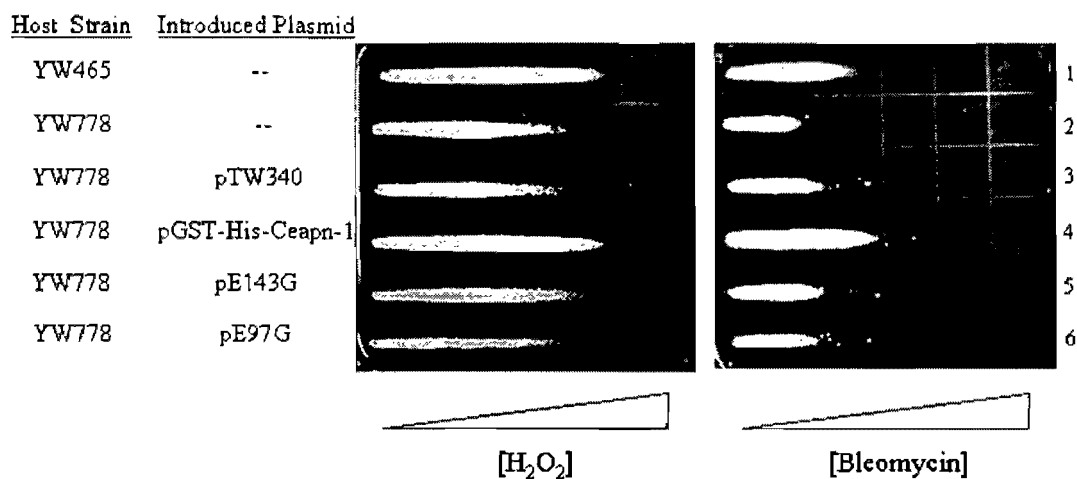 Host Strain Introduced Plasmid
YW465 -- 1
YW778 -- 2
YW778 pTW340 3
YW778 pGST-His-Ceapn-1 4
YW778 pE143G 5
YW778 pE97G 6
[H₂O₂] [Bleomycin]